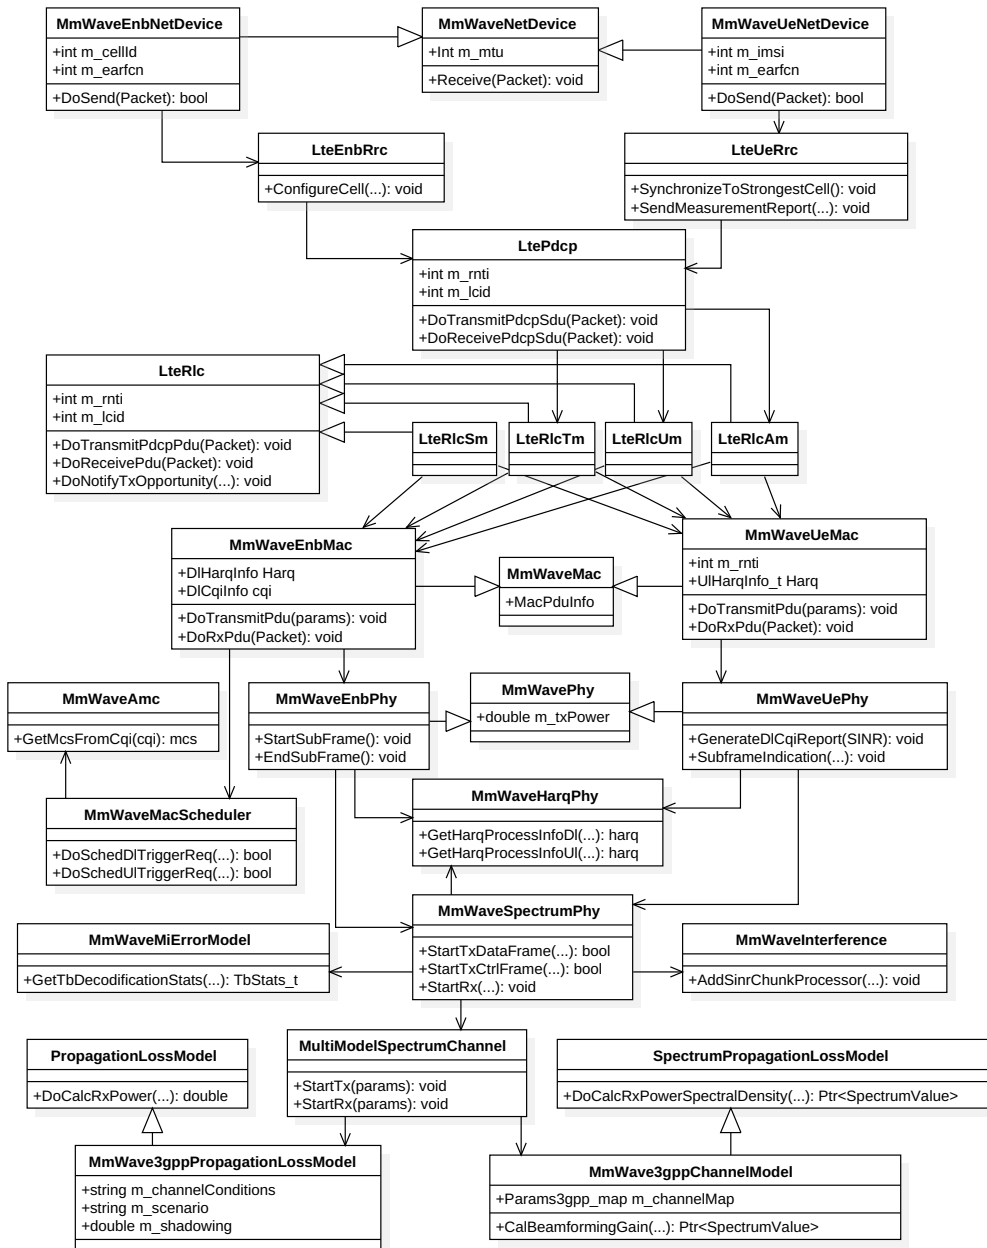 MmWaveEnbNetDevice
+int m_cellId
+int m_earfcn
+DoSend(Packet): bool
MmWaveNetDevice
+Int m_mtu
+Receive(Packet): void
MmWaveUeNetDevice
+int m_imsi
+int m_earfcn
+DoSend(Packet): bool
LteEnbRrc
+ConfigureCell(...): void
LteUeRrc
+SynchronizeToStrongestCell(): void
+SendMeasurementReport(...): void
LtePdcp
+int m_rnti
+int m_lcid
+DoTransmitPdcpSdu(Packet): void
+DoReceivePdcpSdu(Packet): void
LteRlc
+int m_rnti
+int m_lcid
+DoTransmitPdcpPdu(Packet): void
+DoReceivePdu(Packet): void
+DoNotifyTxOpportunity(...): void
LteRlcSm
LteRlcTm
LteRlcUm
LteRlcAm
MmWaveEnbMac
+DlHarqInfo Harq
+DlCqiInfo cqi
+DoTransmitPdu(params): void
+DoRxPdu(Packet): void
MmWaveMac
+MacPduInfo
MmWaveUeMac
+int m_rnti
+UlHarqInfo_t Harq
+DoTransmitPdu(params): void
+DoRxPdu(Packet): void
MmWaveAmc
+GetMcsFromCqi(cqi): mcs
MmWaveEnbPhy
+StartSubFrame(): void
+EndSubFrame(): void
MmWavePhy
+double m_txPower
MmWaveUePhy
+GenerateDlCqiReport(SINR): void
+SubframeIndication(...): void
MmWaveMacScheduler
+DoSchedDlTriggerReq(...): bool
+DoSchedUlTriggerReq(...): bool
MmWaveHarqPhy
+GetHarqProcessInfoDl(...): harq
+GetHarqProcessInfoUl(...): harq
MmWaveMiErrorModel
+GetTbDecodificationStats(...): TbStats_t
MmWaveSpectrumPhy
+StartTxDataFrame(...): bool
+StartTxCtrlFrame(...): bool
+StartRx(...): void
MmWaveInterference
+AddSinrChunkProcessor(...): void
PropagationLossModel
+DoCalcRxPower(...): double
MultiModelSpectrumChannel
+StartTx(params): void
+StartRx(params): void
SpectrumPropagationLossModel
+DoCalcRxPowerSpectralDensity(...): Ptr<SpectrumValue>
MmWave3gppPropagationLossModel
+string m_channelConditions
+string m_scenario
+double m_shadowing
MmWave3gppChannelModel
+Params3gpp_map m_channelMap
+CalBeamformingGain(...): Ptr<SpectrumValue>